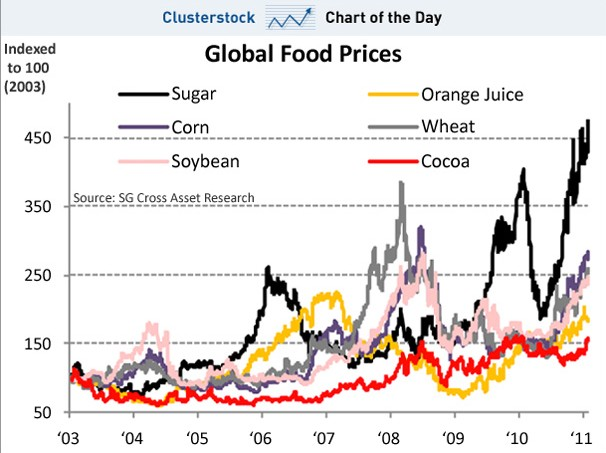 Clusterstock Chart of the Day
Indexed
to 100
(2003)
Global Food Prices
Sugar
Orange Juice
Corn
Wheat
Soybean
Cocoa
450
Source: SG Cross Asset Research
350
250
150
50
‘03 ‘04 ‘05 ‘06 ‘07 ‘08 ‘09 ‘10 ‘11